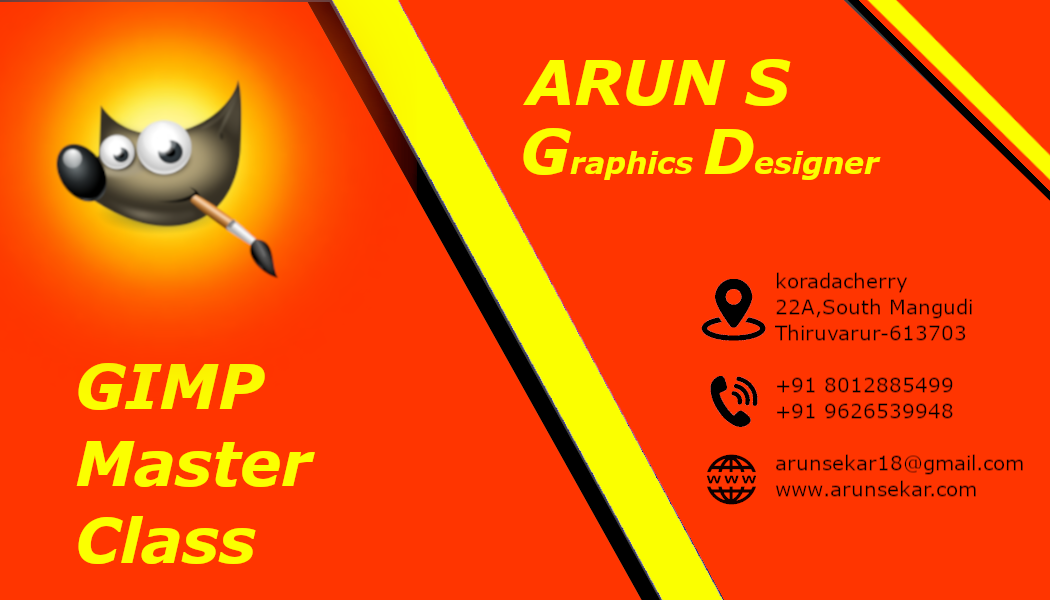 ARUN S
Graphics Designer
koradacherry
22A,South Mangudi
Thiruvarur-613703
+91 8012885499
+91 9626539948
www
arunsekar18@gmail.com
www.arunsekar.com
GIMP
Master
Class